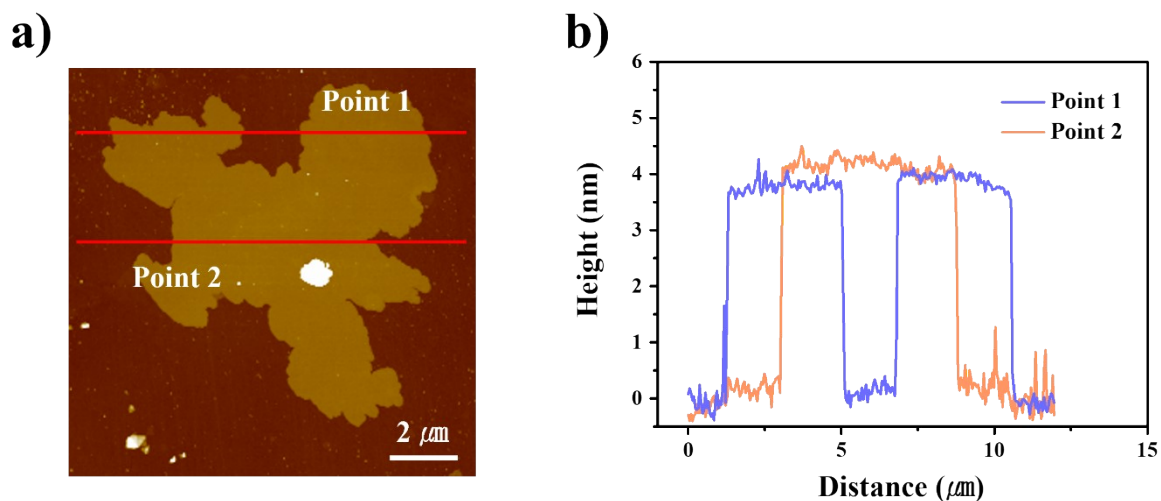 a)
Point 1
Point 2
2 ㎛
b)
Height (nm)
6
5
4
3
2
1
0
Point 1
Point 2
0
5
10
15
Distance (㎛)